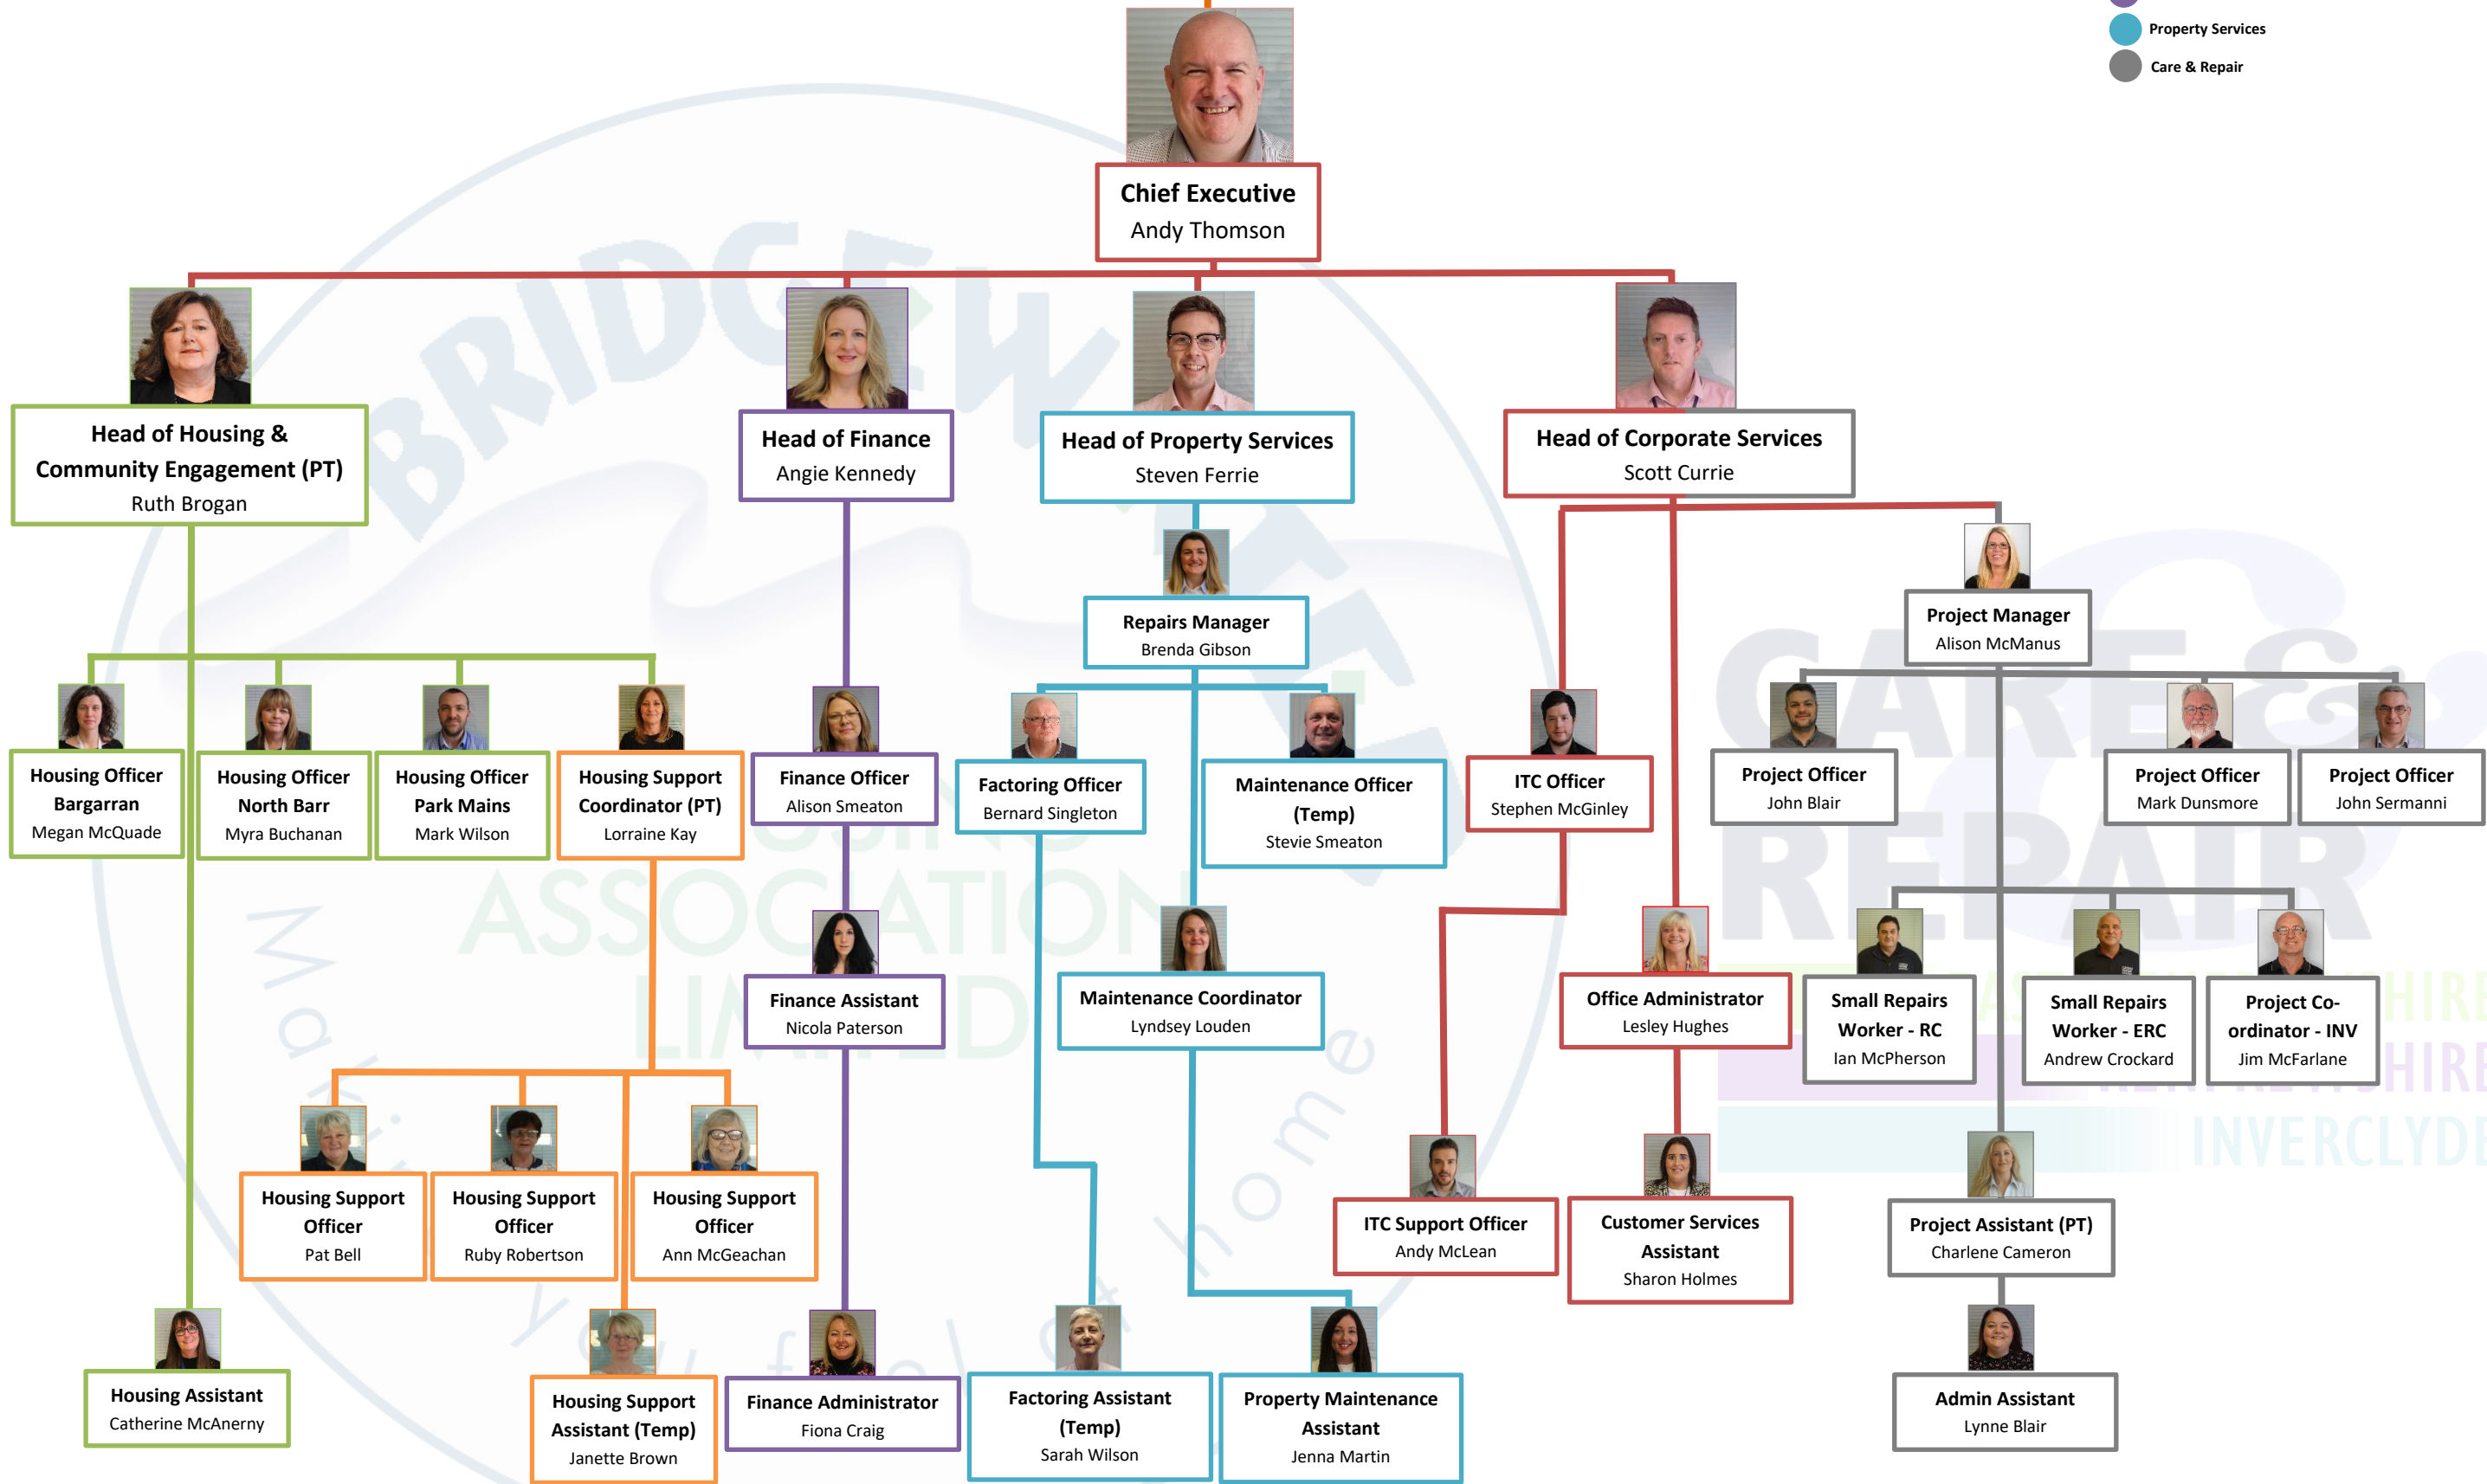 Property Services
Care & Repair
Chief Executive
Andy Thomson
Head of Housing &
Community Engagement (PT)
Ruth Brogan
Head of Finance
Angie Kennedy
Head of Property Services
Steven Ferrie
Head of Corporate Services
Scott Currie
Repairs Manager
Brenda Gibson
Project Manager
Alison McManus
Housing Officer
Bargarran
Megan McQuade
Housing Officer
North Barr
Myra Buchanan
Housing Officer
Park Mains
Mark Wilson
Housing Support
Coordinator (PT)
Lorraine Kay
Finance Officer
Alison Smeaton
Factoring Officer
Bernard Singleton
Maintenance Officer
(Temp)
Stevie Smeaton
ITC Officer
Stephen McGinley
Project Officer
John Blair
Project Officer
Mark Dunsmore
Project Officer
John Sermanni
Finance Assistant
Nicola Paterson
Maintenance Coordinator
Lyndsey Louden
Office Administrator
Lesley Hughes
Small Repairs
Worker - RC
Ian McPherson
Small Repairs
Worker - ERC
Andrew Crockard
Project Co-
ordinator - INV
Jim McFarlane
Housing Support
Officer
Pat Bell
Housing Support
Officer
Ruby Robertson
Housing Support
Officer
Ann McGeachan
ITC Support Officer
Andy McLean
Customer Services
Assistant
Sharon Holmes
Project Assistant (PT)
Charlene Cameron
Housing Assistant
Catherine McAnerny
Housing Support
Assistant (Temp)
Janette Brown
Finance Administrator
Fiona Craig
Factoring Assistant
(Temp)
Sarah Wilson
Property Maintenance
Assistant
Jenna Martin
Admin Assistant
Lynne Blair
ASSOCIATION
LIMITED
CARE &
REPAIR
INVERCLYDE